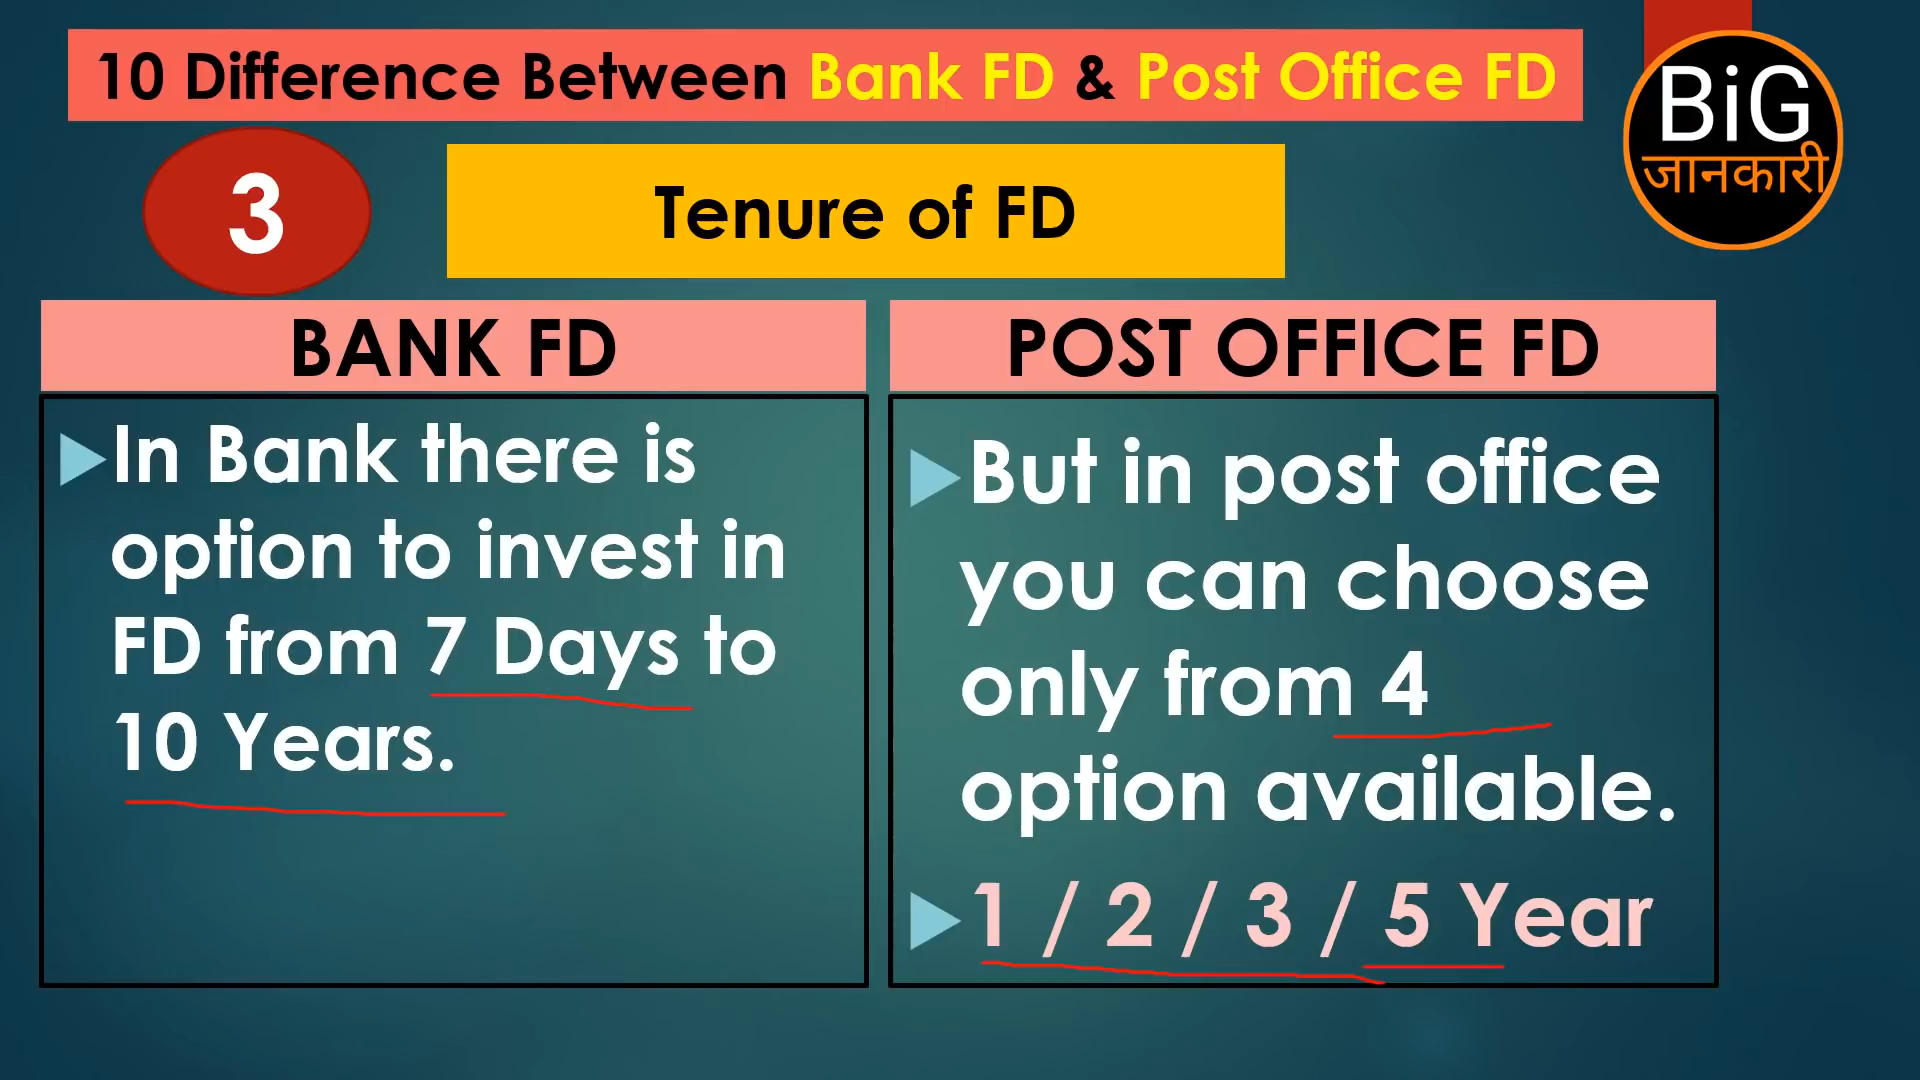 10 Difference Between Bank FD & Post Office FD
BiG
जानकारी
3
Tenure of FD
BANK FD
In Bank there is
option to invest in
FD from 7 Days to
10 Years.
POST OFFICE FD
But in post office
you can choose
only from 4
option available.
1 / 2 / 3 / 5 Year